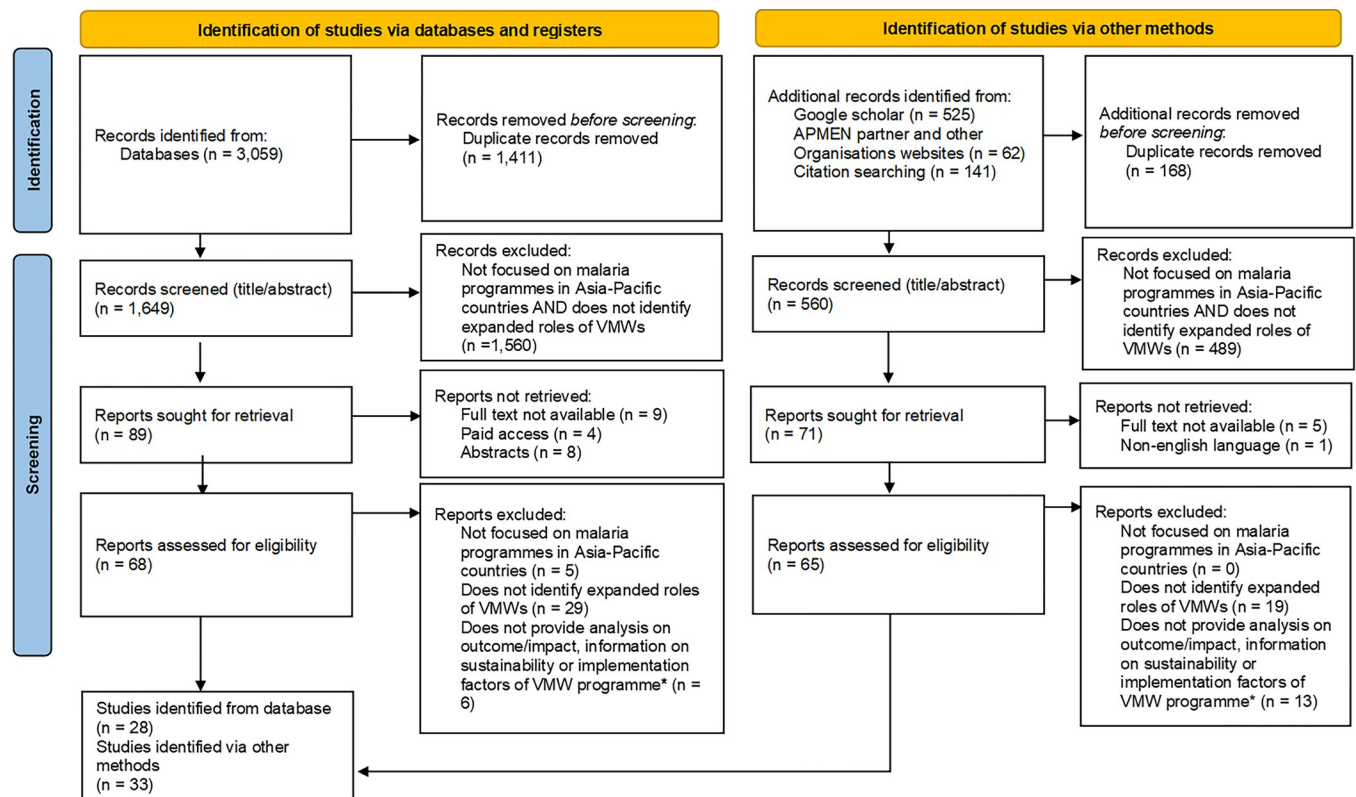 Identification of studies via databases and registers
Identification of studies via other methods
Identification
Records identified from:
Databases (n = 3,059)
Records removed before screening:
Duplicate records removed
(n = 1,411)
Additional records identified from:
Google scholar (n = 525)
APMEN partner and other
Organisations websites (n = 62)
Citation searching (n = 141)
Additional records removed
before screening:
Duplicate records removed
(n = 168)
Screening
Records screened (title/abstract)
(n = 1,649)
Records excluded:
Not focused on malaria
programmes in Asia-Pacific
countries AND does not identify
expanded roles of VMWs
(n =1,560)
Records screened (title/abstract)
(n = 560)
Records excluded:
Not focused on malaria
programmes in Asia-Pacific
countries AND does not
identify expanded roles of
VMWs (n = 489)
Reports sought for retrieval
(n = 89)
Reports not retrieved:
Full text not available (n = 9)
Paid access (n = 4)
Abstracts (n = 8)
Reports sought for retrieval
(n = 71)
Reports not retrieved:
Full text not available (n = 5)
Non-english language (n = 1)
Reports assessed for eligibility
(n = 68)
Reports excluded:
Not focused on malaria
programmes in Asia-Pacific
countries (n = 5)
Does not identify expanded roles
of VMWs (n = 29)
Does not provide analysis on
outcome/impact, information on
sustainability or implementation
factors of VMW programme* (n =
6)
Reports assessed for eligibility
(n = 65)
Reports excluded:
Not focused on malaria
programmes in Asia-Pacific
countries (n = 0)
Does not identify expanded
roles of VMWs (n = 19)
Does not provide analysis on
outcome/impact, information
on sustainability or
implementation factors of
VMW programme* (n = 13)
Studies identified from database
(n = 28)
Studies identified via other
methods
(n = 33)